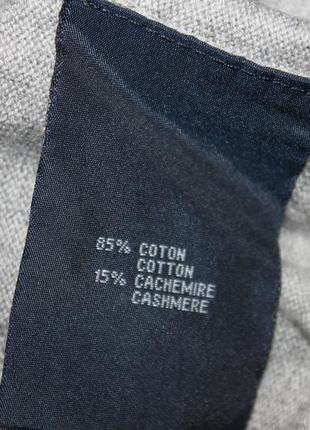 85% COTON
COTTON
15% CACHEMIRE
CASHMERE